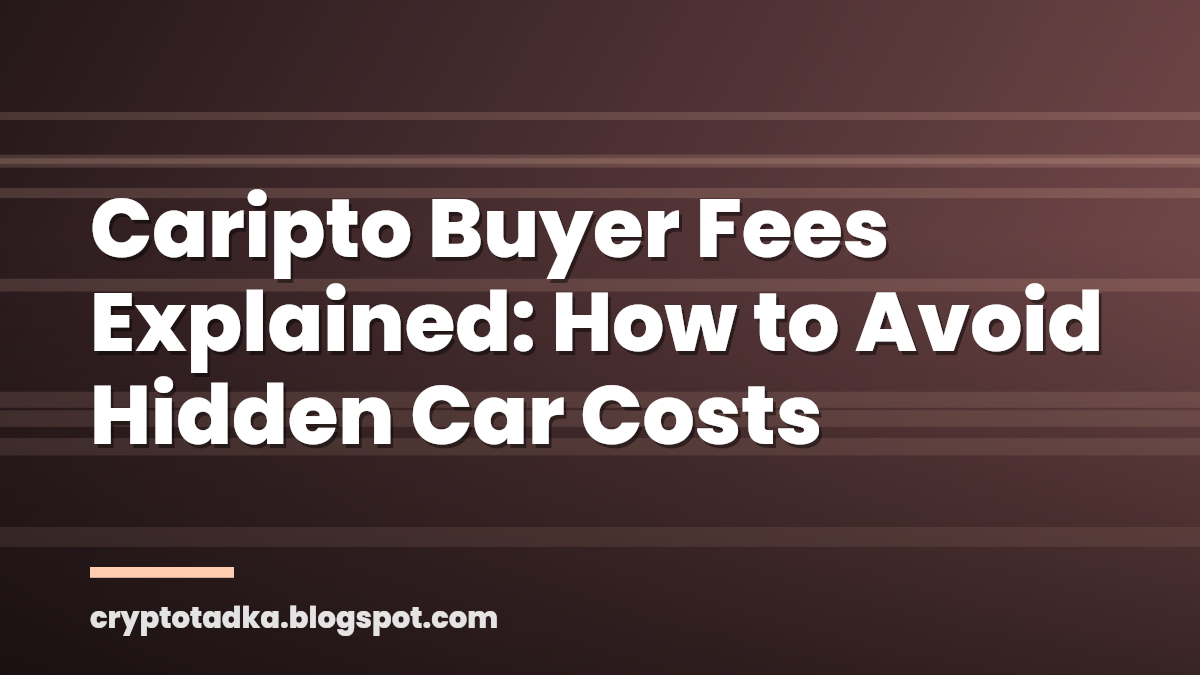 Caripto Buyer Fees
Explained: How to Avoid
Hidden Car Costs
cryptotadka.blogspot.com